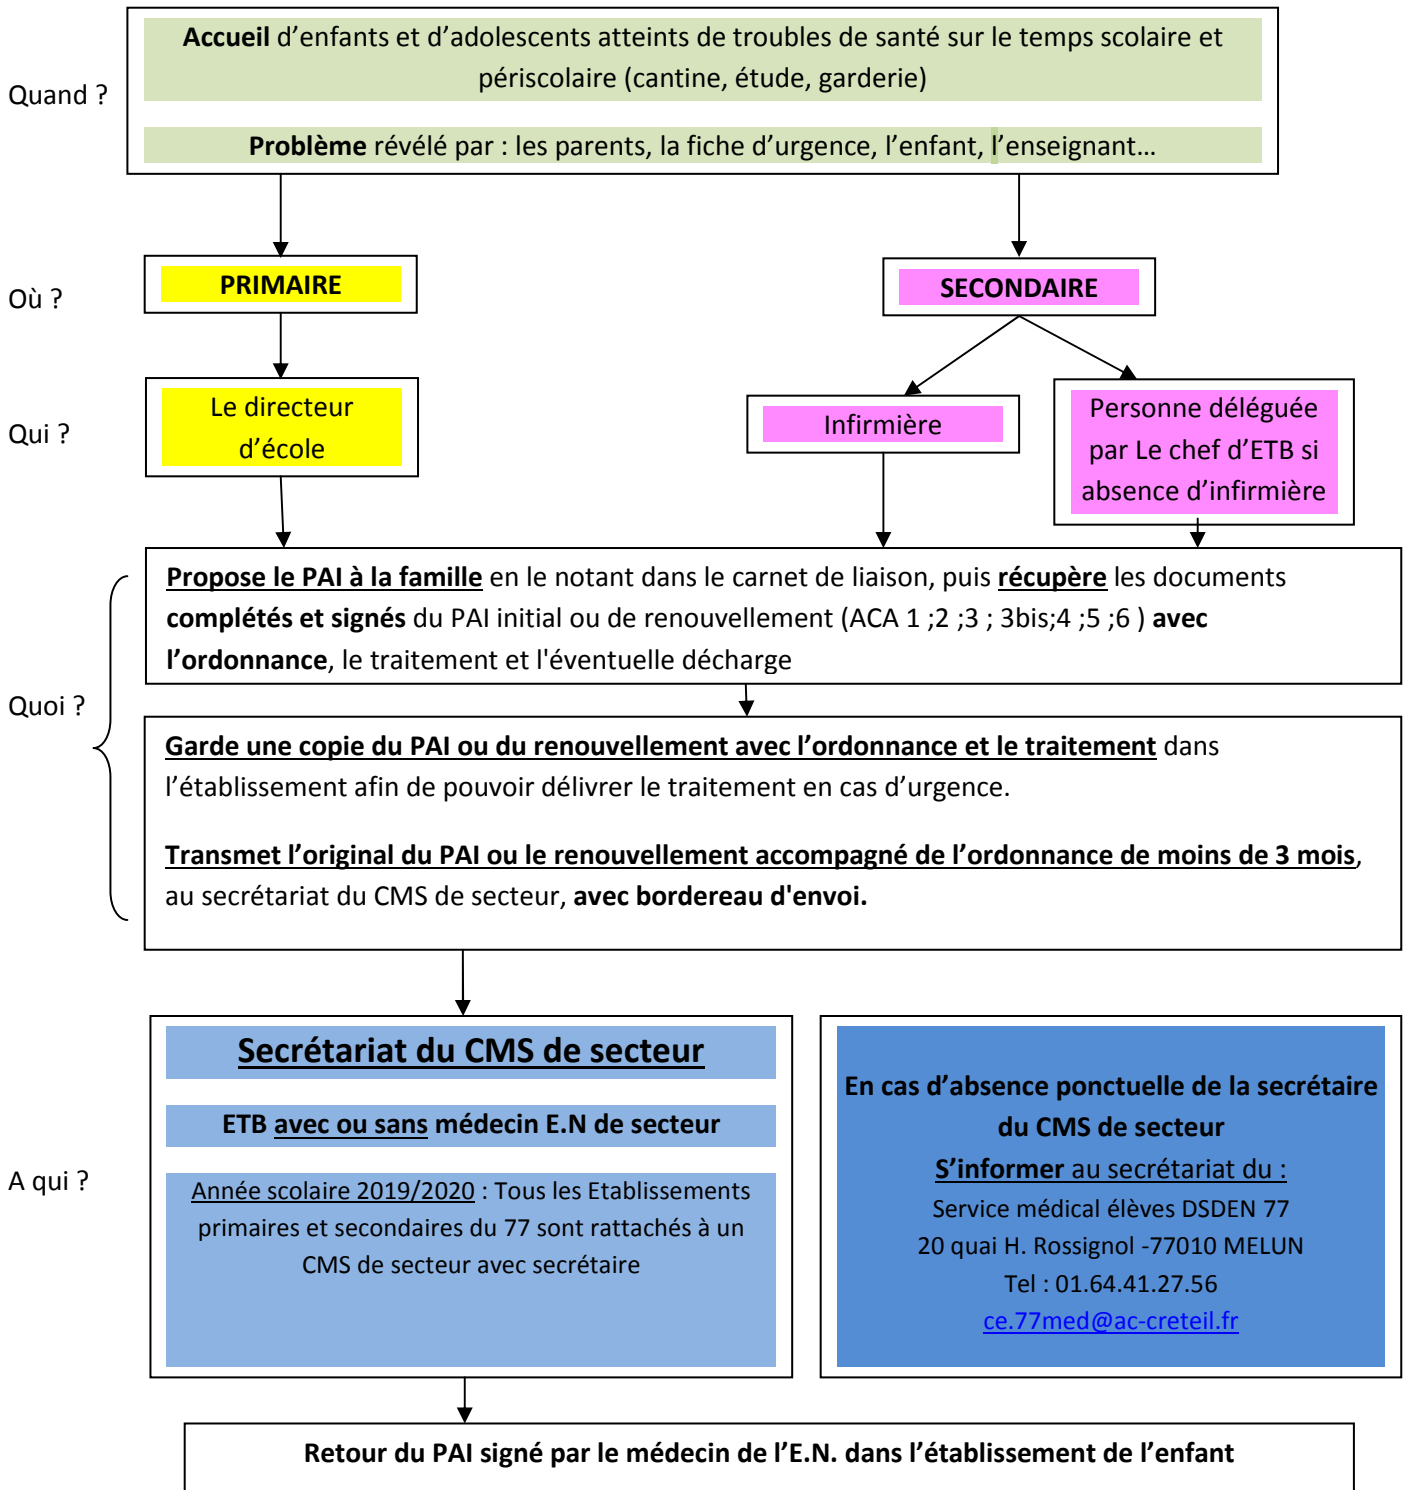 Accueil d’enfants et d’adolescents atteints de troubles de santé sur le temps scolaire et
périscolaire (cantine, étude, garderie)
Quand ?
Problème révélé par : les parents, la fiche d’urgence, l’enfant, l’enseignant…
Où ?
PRIMAIRE
SECONDAIRE
Qui ?
Le directeur
d’école
Infirmière
Personne déléguée
par Le chef d’ETB si
absence d’infirmière
Quoi ?
Propose le PAI à la famille en le notant dans le carnet de liaison, puis récupère les documents
complétés et signés du PAI initial ou de renouvellement (ACA 1 ;2 ;3 ; 3bis;4 ;5 ;6 ) avec
l’ordonnance, le traitement et l'éventuelle décharge
Garde une copie du PAI ou du renouvellement avec l’ordonnance et le traitement dans
l’établissement afin de pouvoir délivrer le traitement en cas d’urgence.
Transmet l’original du PAI ou le renouvellement accompagné de l’ordonnance de moins de 3 mois,
au secrétariat du CMS de secteur, avec bordereau d'envoi.
A qui ?
Secrétariat du CMS de secteur
ETB avec ou sans médecin E.N de secteur
Année scolaire 2019/2020 : Tous les Etablissements
primaires et secondaires du 77 sont rattachés à un
CMS de secteur avec secrétaire
En cas d’absence ponctuelle de la secrétaire
du CMS de secteur
S’informer au secrétariat du :
Service médical élèves DSDEN 77
20 quai H. Rossignol -77010 MELUN
Tel : 01.64.41.27.56
ce.77med@ac-creteil.fr
Retour du PAI signé par le médecin de l’E.N. dans l’établissement de l’enfant